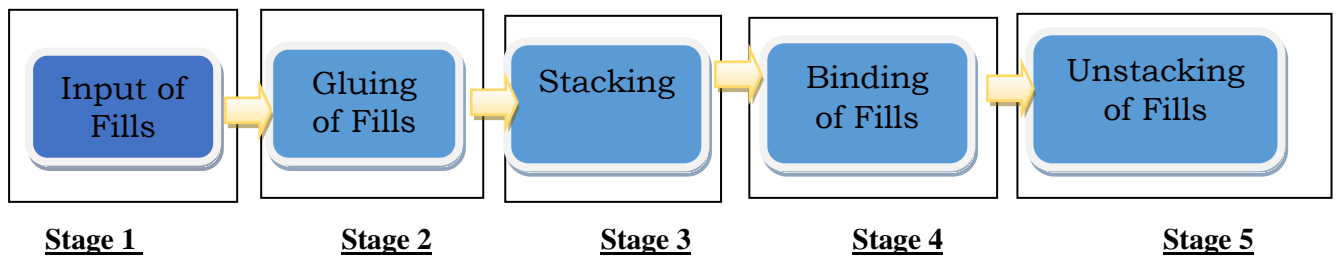 Input of
Fills
Gluing
of Fills
Stacking
Binding
of Fills
Unstacking
of Fills
Stage 1
Stage 2
Stage 3
Stage 4
Stage 5